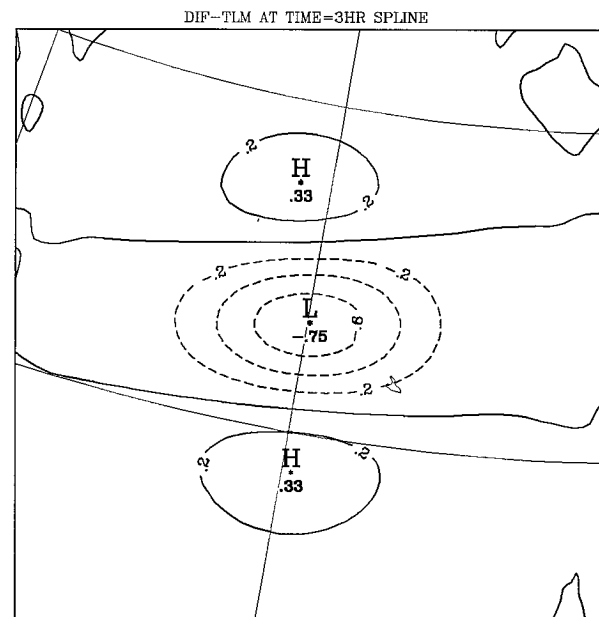 DIF-TLM AT TIME=3HR SPLINE
.2
H
.33
.2
.2
.2
L
-.75
.6
.2
.2
H
.2
.33